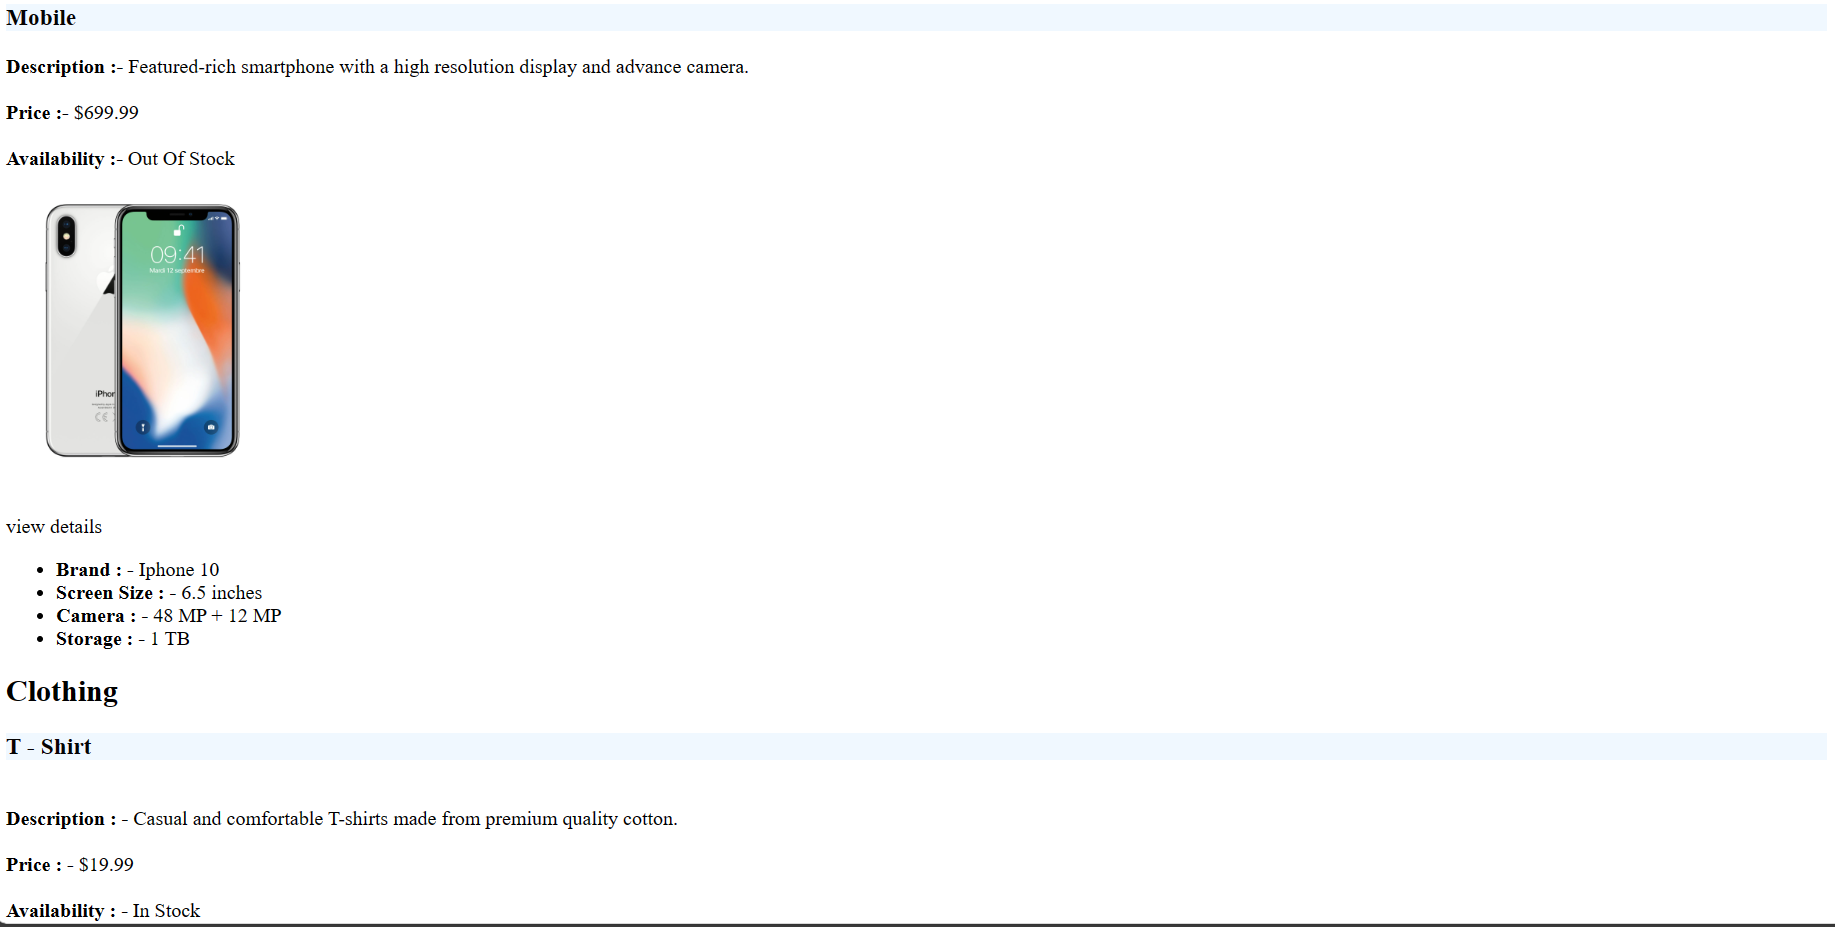 Mobile
Description :- Featured-rich smartphone with a high resolution display and advance camera.
Price :- $699.99
Availability :- Out Of Stock
09:41
Mardi 12 septembre
view details
Brand : - Iphone 10
Screen Size : - 6.5 inches
Camera : - 48 MP + 12 MP
Storage : - 1 TB
Clothing
T - Shirt
Description : - Casual and comfortable T-shirts made from premium quality cotton.
Price : - $19.99
Availability : - In Stock